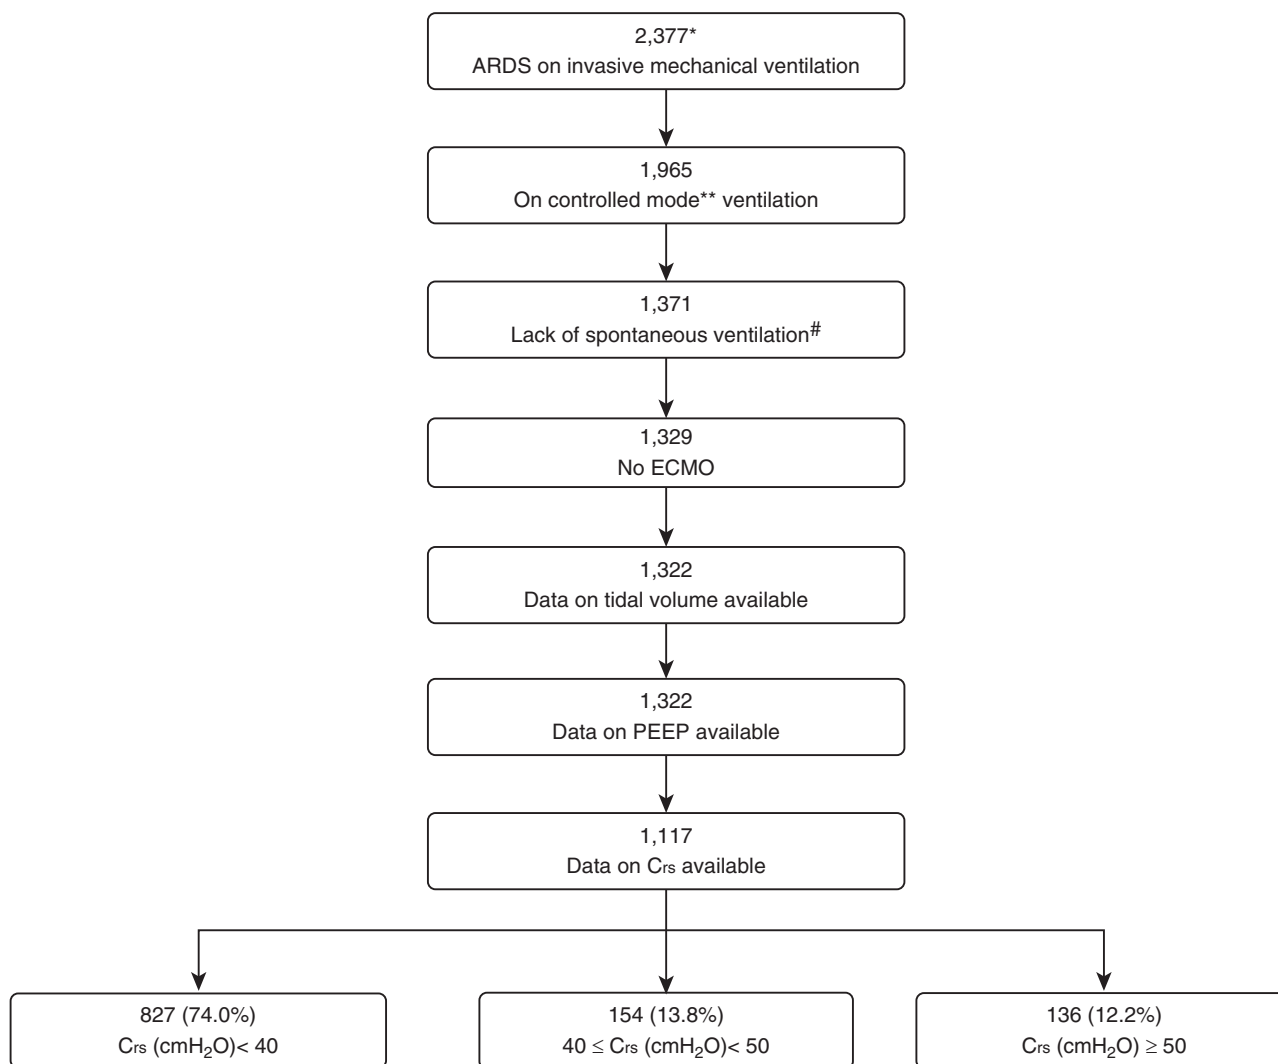 2,377*
ARDS on invasive mechanical ventilation
1,965
On controlled mode** ventilation
1,371
Lack of spontaneous ventilation#
1,329
No ECMO
1,322
Data on tidal volume available
1,322
Data on PEEP available
1,117
Data on Crs available
827 (74.0%)
Crs (cmH2O)< 40
154 (13.8%)
40 ≤ Crs (cmH2O)< 50
136 (12.2%)
Crs (cmH2O) ≥ 50